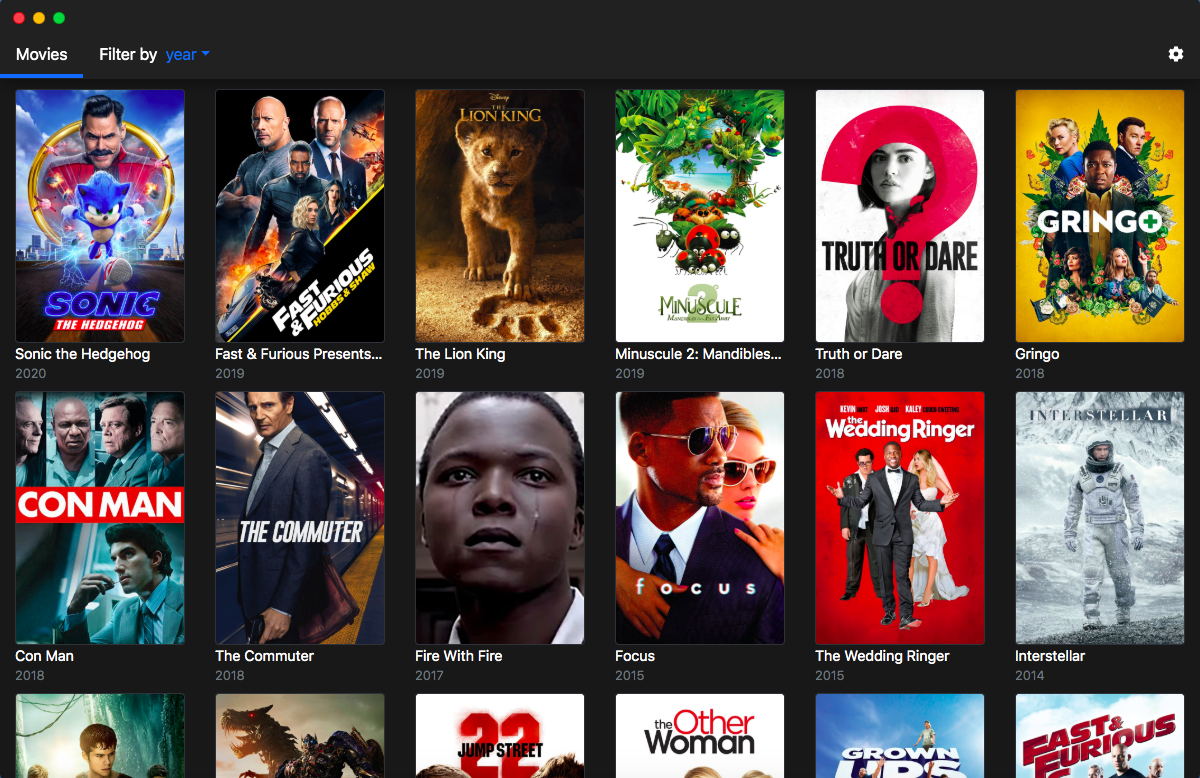 Movies
Filter by year
Disney
THE
LION KING
SONIC
THE HEDGEHOG
FAST
& FURIOUS
HOBBS & SHAW
2
MINUSCULE
MANDIBLES FROM FAR AWAY
?
TRUTH OR DARE
GRINGO
Sonic the Hedgehog
Fast & Furious Presents...
The Lion King
Minuscule 2: Mandibles...
Truth or Dare
Gringo
2020
2019
2019
2019
2018
2018
CON MAN
THE COMMUTER
focus
KEVIN HART JOSH GAD KALEY CUOCO-SWEETING
the
Wedding Ringer
INTERSTELLAR
Con Man
The Commuter
Fire With Fire
Focus
The Wedding Ringer
Interstellar
2018
2018
2017
2015
2015
2014
22
JUMP STREET
the Other
Woman
GROWN
UPS
FAST &
FURIOUS